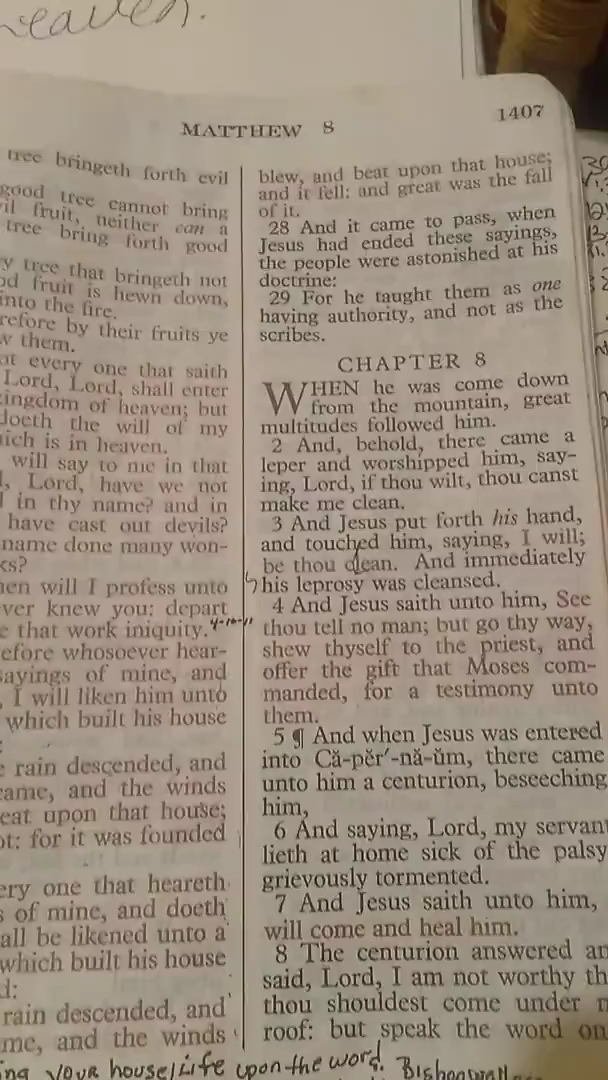 heaven.
MATTHEW 8
1407
tree bringeth forth evil
good tree cannot bring
fruit, neither can a
tree bring forth good
tree that bringeth not
fruit is hewn down,
into the fire.
by their fruits ye
them.
every one that saith
Lord, Lord, shall enter
kingdom of heaven; but
doeth the will of my
is in heaven.
will say to me in that
Lord, have we not
in thy name? and in
have cast out devils?
name done many won-
will I profess unto
knew you: depart
that work iniquity. 4-10-11
whosoever hear-
sayings of mine, and
I will liken him unto
which built his house
rain descended, and
came, and the winds
beat upon that house;
for it was founded
every one that heareth
of mine, and doeth
shall be likened unto a
which built his house
rain descended, and
and the winds
blew, and beat upon that house;
and it fell: and great was the fall
of it.
28 And it came to pass, when
Jesus had ended these sayings,
the people were astonished at his
doctrine:
29 For he taught them as one
having authority, and not as the
scribes.
CHAPTER 8
WHEN he was come down
from the mountain, great
multitudes followed him.
2 And, behold, there came a
leper and worshipped him, say-
ing, Lord, if thou wilt, thou canst
make me clean.
3 And Jesus put forth his hand,
and touched him, saying, I will;
be thou clean. And immediately
his leprosy was cleansed.
4 And Jesus saith unto him, See
thou tell no man; but go thy way,
shew thyself to the priest, and
offer the gift that Moses com-
manded, for a testimony unto
them.
5 ¶ And when Jesus was entered
into Că-pĕr′-nă-ŭm, there came
unto him a centurion, beseeching
him,
6 And saying, Lord, my servant
lieth at home sick of the palsy
grievously tormented.
7 And Jesus saith unto him,
will come and heal him.
8 The centurion answered
said, Lord, I am not worthy
thou shouldest come under
roof: but speak the word
your house/Life upon the word.